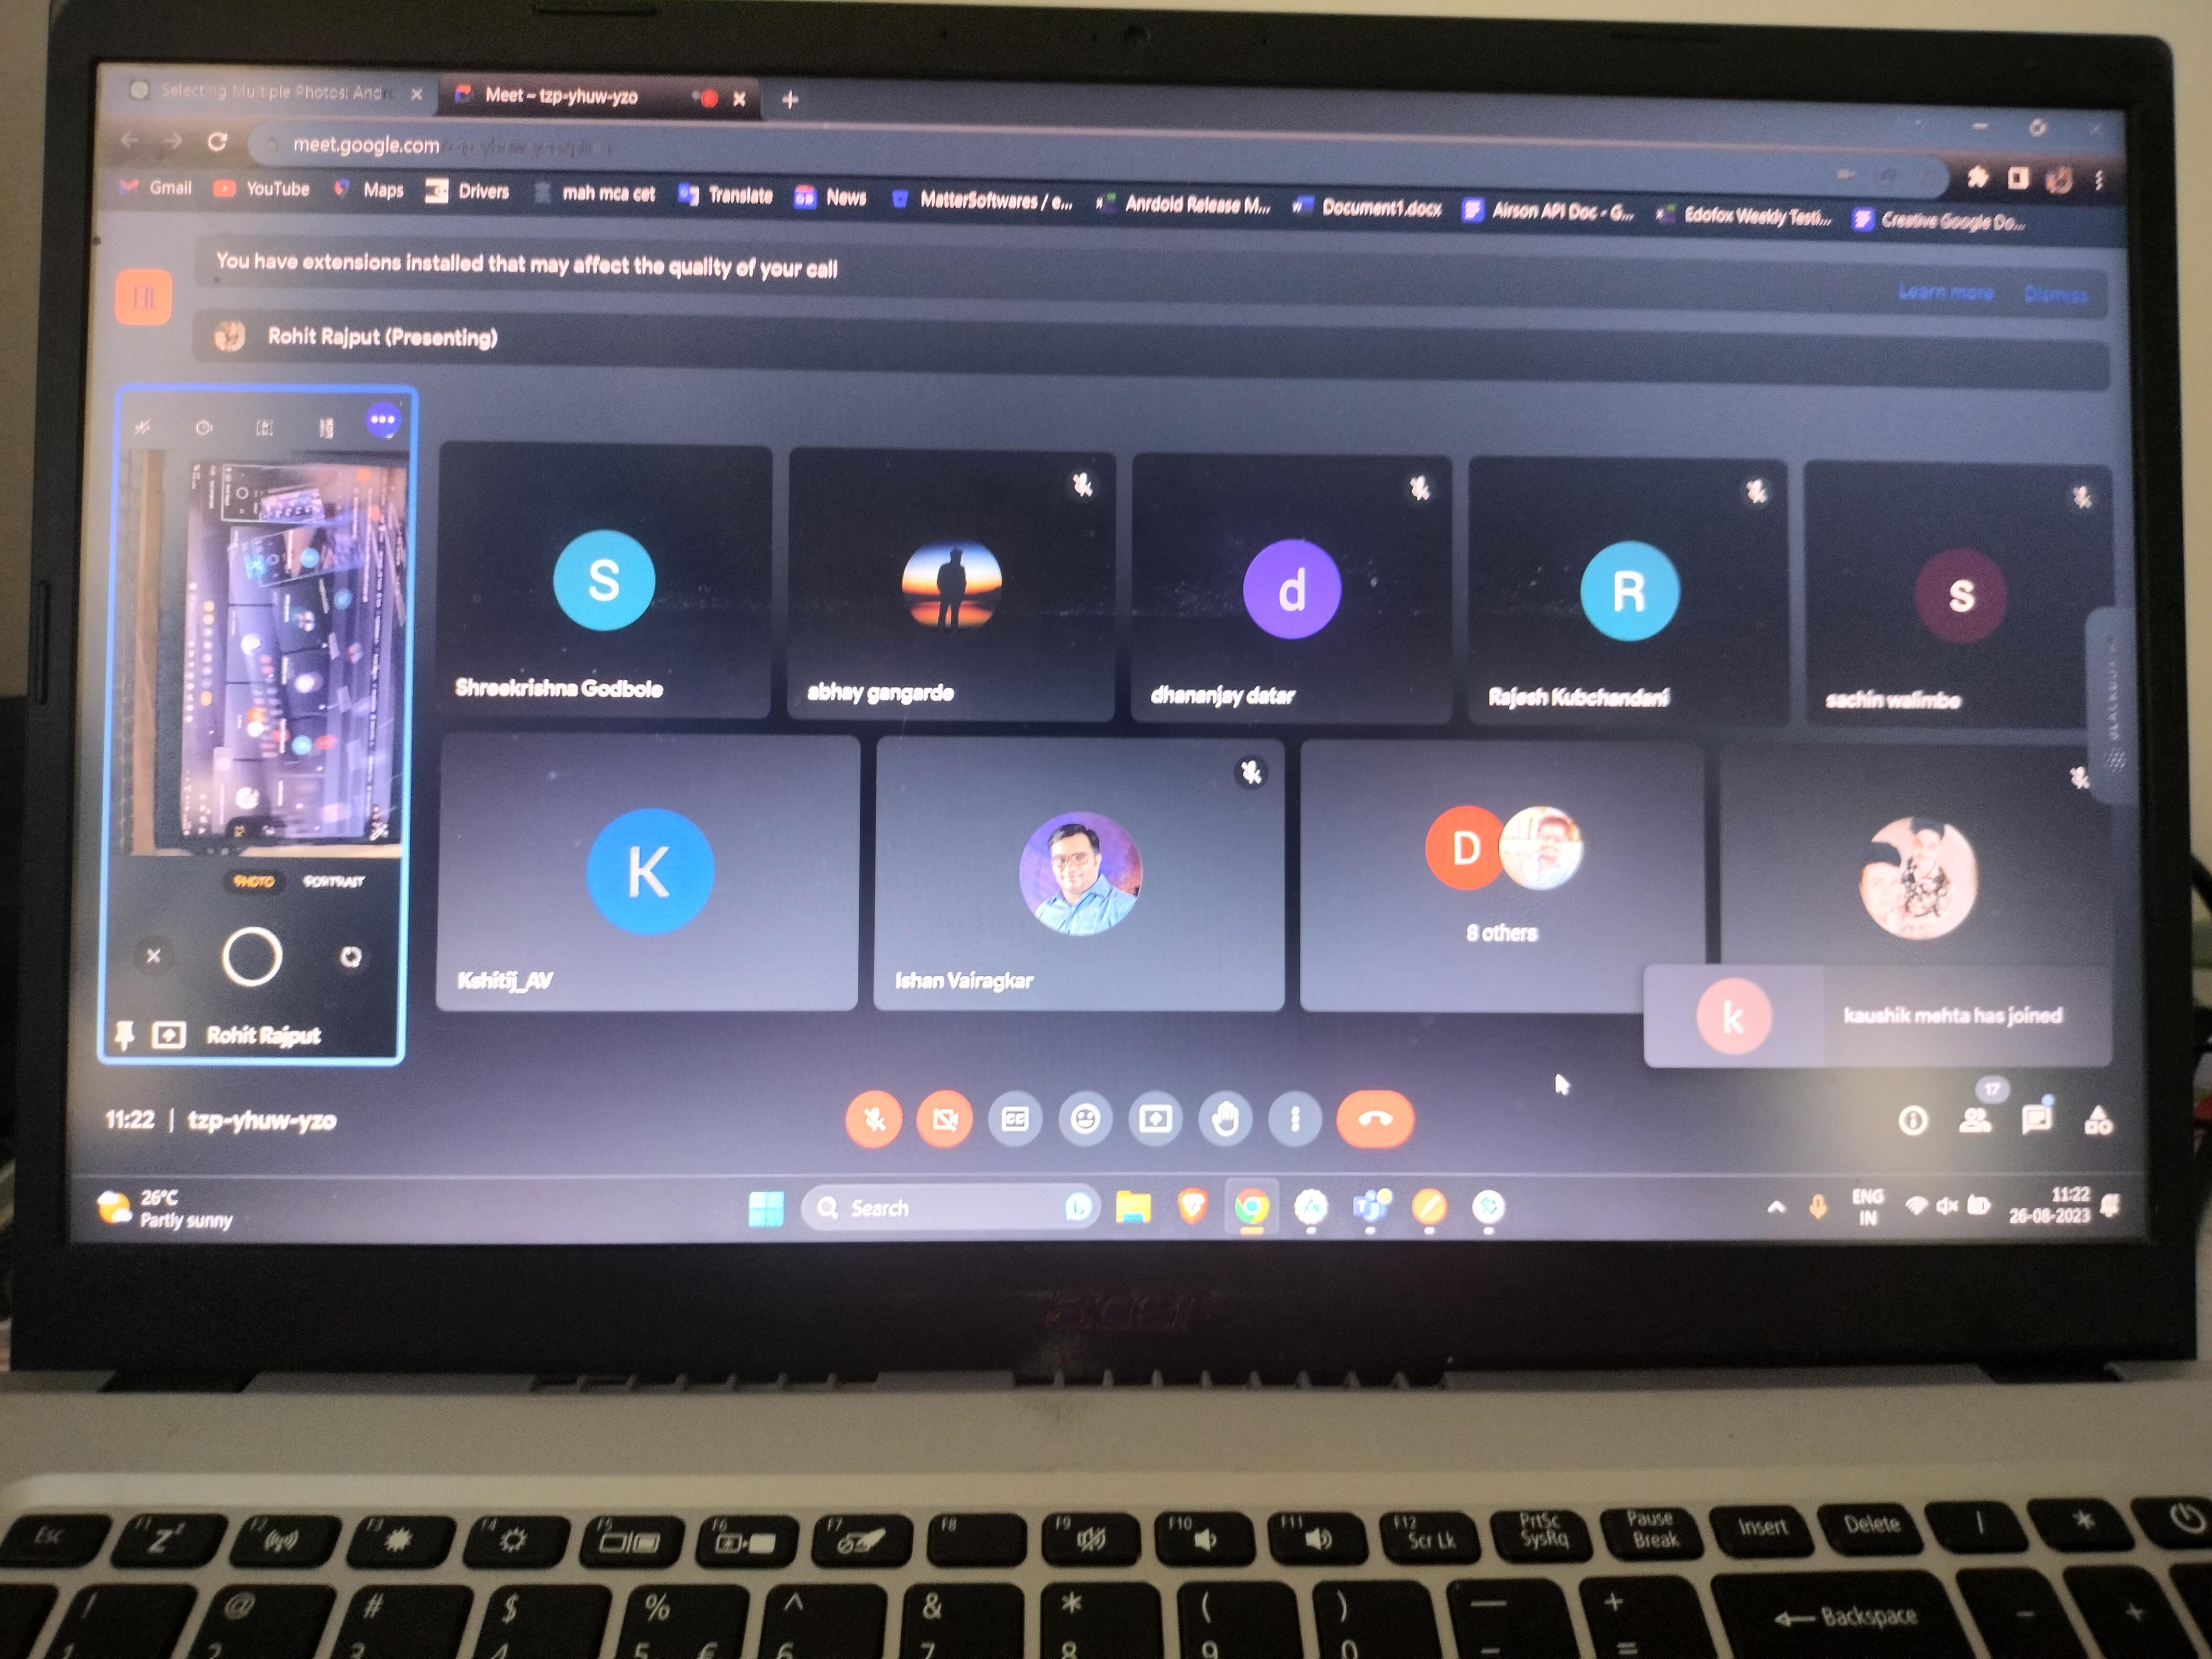 Selecting Multiple Photos: Andr
Meet – tzp-yhuw-yzo
meet.google.com
Gmail YouTube Maps Drivers mah mca cet Translate News MatterSoftwares / e... Anrdoid Release M... Document1.docx Airson API Doc - G... Edofox Weekly Testi... Creative Google Do...
You have extensions installed that may affect the quality of your call
Learn more Dismiss
Rohit Rajput (Presenting)
S
d
R
s
Shreekrishna Godbole
abhay gangarde
dhananjay datar
Rajesh Kubchandani
sachin walimbe
K
D
8 others
Kshitij_AV
Ishan Vairagkar
PHOTO PORTRAIT
Rohit Rajput
k
kaushik mehta has joined
11:22 | tzp-yhuw-yzo
17
26°C
Partly sunny
Search
ENG
IN
11:22
26-08-2023
acer
Esc F1 F2 F3 F4 F5 F6 F7 F8 F9 F10 F11 F12 Scr Lk PrtSc SysRq Pause Break Insert Delete / *
! @ # $ % ^ & * ( ) — + Backspace - +
1 2 3 4 5 € 6 7 8 9 0 - =